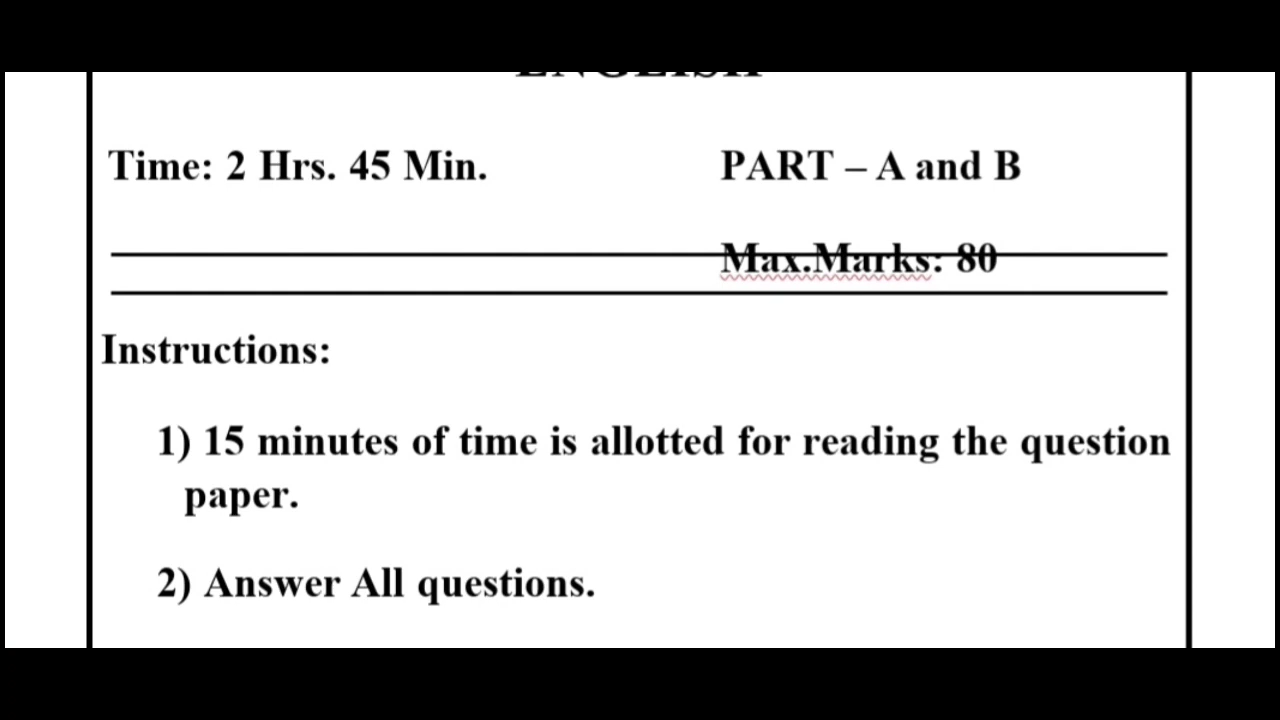 ENGLISH
Time: 2 Hrs. 45 Min. PART – A and B
Max.Marks: 80
Instructions:
1) 15 minutes of time is allotted for reading the question
paper.
2) Answer All questions.